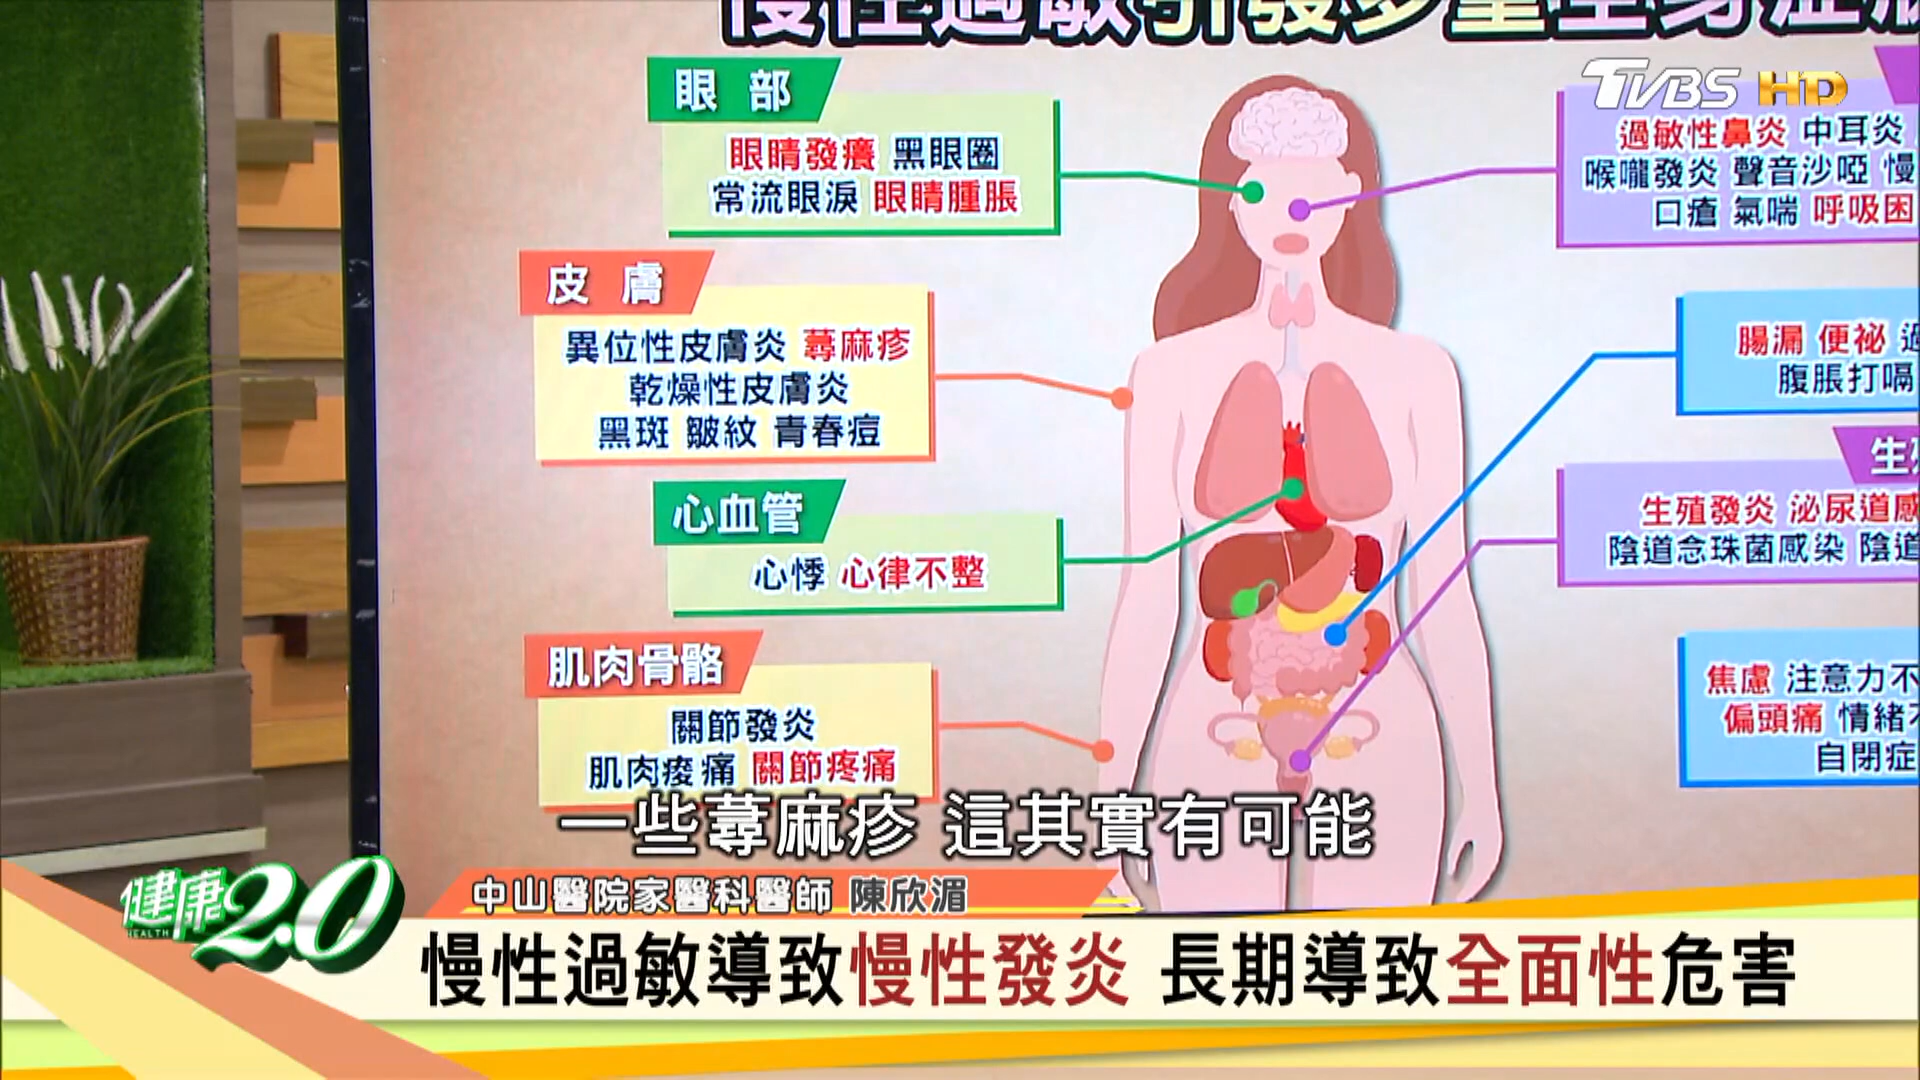 慢性過敏引發多重全身症狀
TVBS HD
眼 部
眼睛發癢 黑眼圈
常流眼淚 眼睛腫脹
過敏性鼻炎 中耳炎
喉嚨發炎 聲音沙啞 慢
口瘡 氣喘 呼吸困
皮 膚
異位性皮膚炎 蕁麻疹
乾燥性皮膚炎
黑斑 皺紋 青春痘
腸漏 便祕 過
腹脹打嗝
心血管
心悸 心律不整
生殖
生殖發炎 泌尿道感
陰道念珠菌感染 陰道
肌肉骨骼
關節發炎
肌肉痠痛 關節疼痛
焦慮 注意力不
偏頭痛 情緒不
自閉症
一些蕁麻疹 這其實有可能
健康2.0
HEALTH
中山醫院家醫科醫師 陳欣湄
慢性過敏導致慢性發炎 長期導致全面性危害